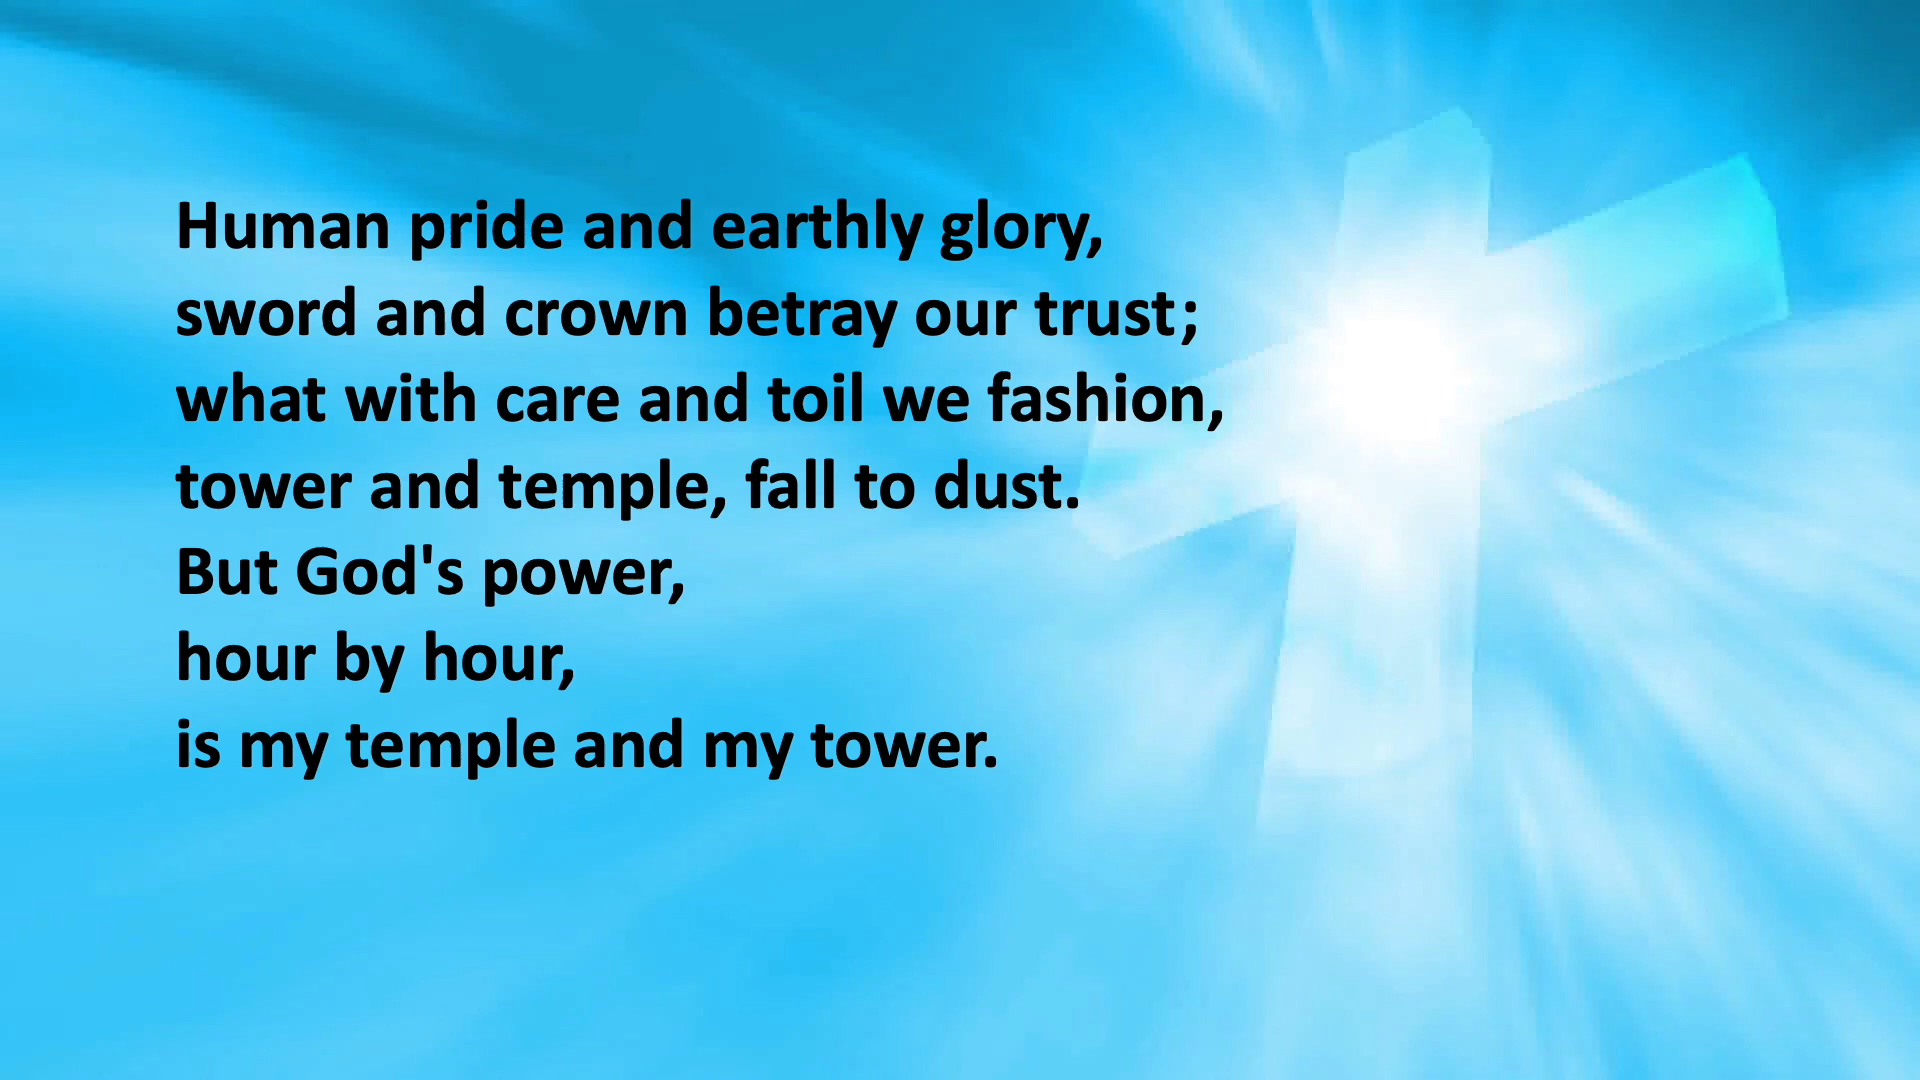 Human pride and earthly glory,
sword and crown betray our trust;
what with care and toil we fashion,
tower and temple, fall to dust.
But God's power,
hour by hour,
is my temple and my tower.